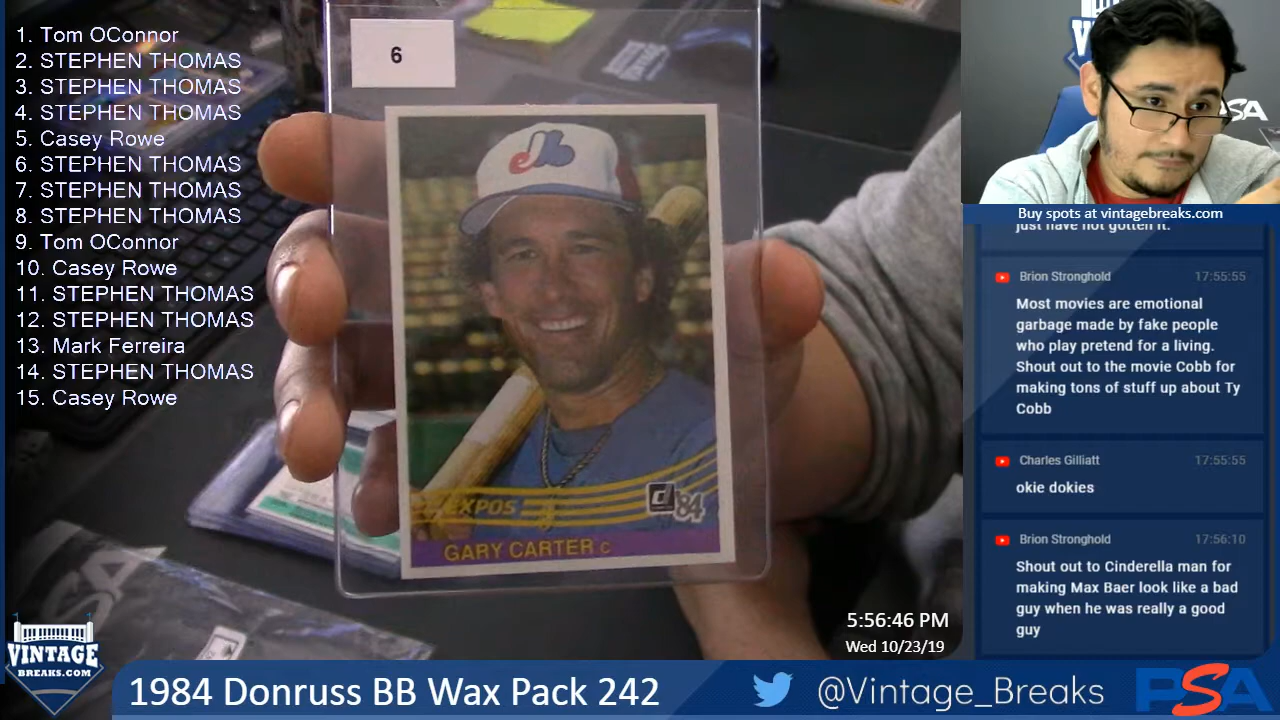 1. Tom OConnor
2. STEPHEN THOMAS
3. STEPHEN THOMAS
4. STEPHEN THOMAS
5. Casey Rowe
6. STEPHEN THOMAS
7. STEPHEN THOMAS
8. STEPHEN THOMAS
9. Tom OConnor
10. Casey Rowe
11. STEPHEN THOMAS
12. STEPHEN THOMAS
13. Mark Ferreira
14. STEPHEN THOMAS
15. Casey Rowe
6
EXPOS
d '84
GARY CARTER C
SA
Buy spots at vintagebreaks.com
just have not gotten it.
Brion Stronghold 17:55:55
Most movies are emotional
garbage made by fake people
who play pretend for a living.
Shout out to the movie Cobb for
making tons of stuff up about Ty
Cobb
Charles Gilliatt 17:55:55
okie dokies
Brion Stronghold 17:56:10
Shout out to Cinderella man for
making Max Baer look like a bad
guy when he was really a good
guy
5:56:46 PM
Wed 10/23/19
VINTAGE
BREAKS.COM
1984 Donruss BB Wax Pack 242
@Vintage_Breaks
PSA